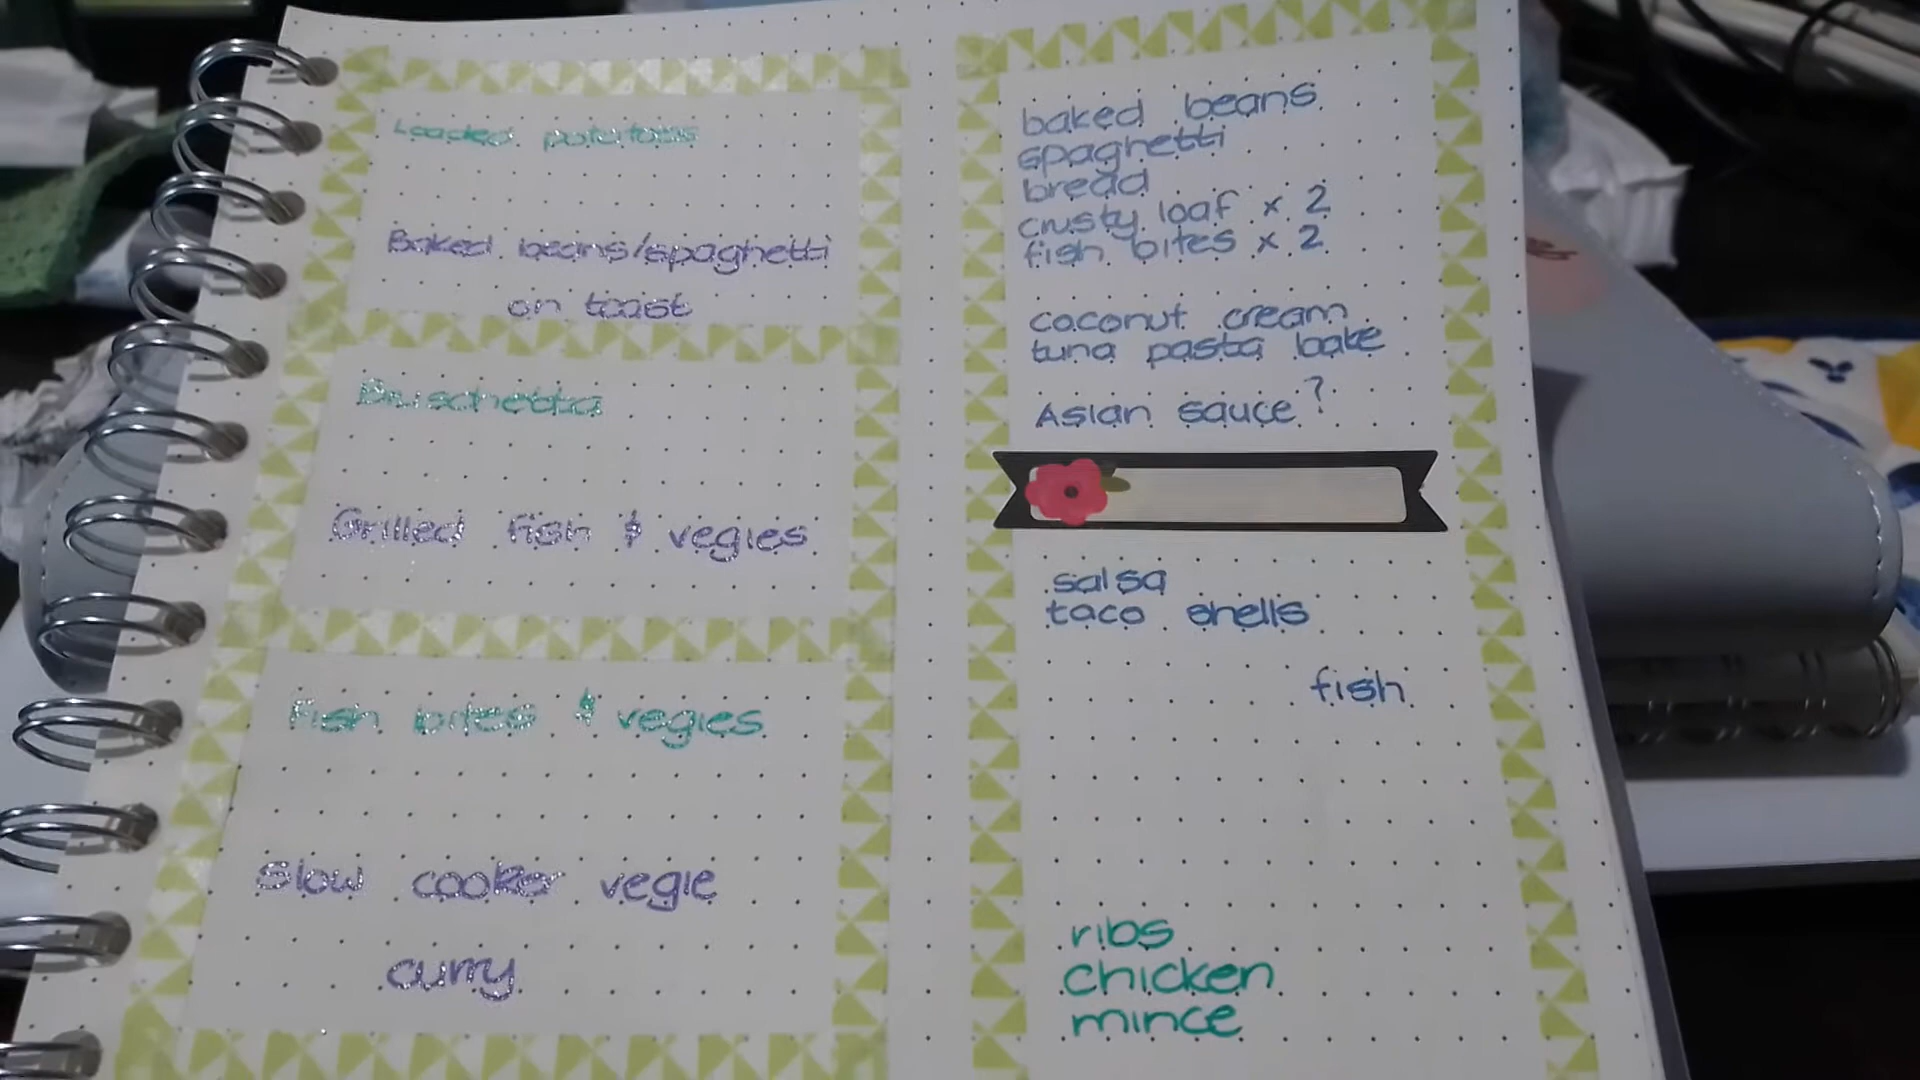 Loaded potatoes
Baked beans/spaghetti
on toast
Bruschetta
Grilled fish & vegies
Fish bites & vegies
Slow cooker vegie
curry
baked beans
spaghetti
bread
crusty loaf x 2
fish bites x 2
coconut cream
tuna pasta bake
Asian sauce?
salsa
taco shells
fish
ribs
chicken
mince